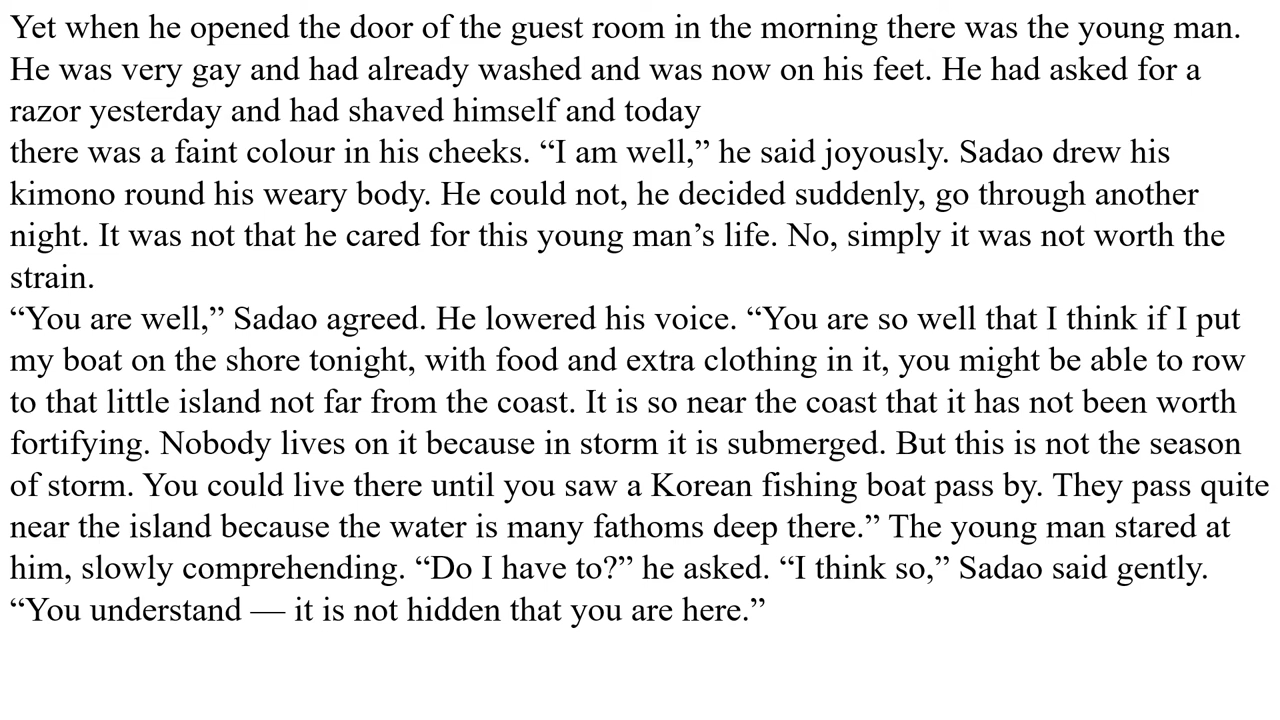 Yet when he opened the door of the guest room in the morning there was the young man.
He was very gay and had already washed and was now on his feet. He had asked for a
razor yesterday and had shaved himself and today
there was a faint colour in his cheeks. “I am well,” he said joyously. Sadao drew his
kimono round his weary body. He could not, he decided suddenly, go through another
night. It was not that he cared for this young man’s life. No, simply it was not worth the
strain.
“You are well,” Sadao agreed. He lowered his voice. “You are so well that I think if I put
my boat on the shore tonight, with food and extra clothing in it, you might be able to row
to that little island not far from the coast. It is so near the coast that it has not been worth
fortifying. Nobody lives on it because in storm it is submerged. But this is not the season
of storm. You could live there until you saw a Korean fishing boat pass by. They pass quite
near the island because the water is many fathoms deep there.” The young man stared at
him, slowly comprehending. “Do I have to?” he asked. “I think so,” Sadao said gently.
“You understand — it is not hidden that you are here.”